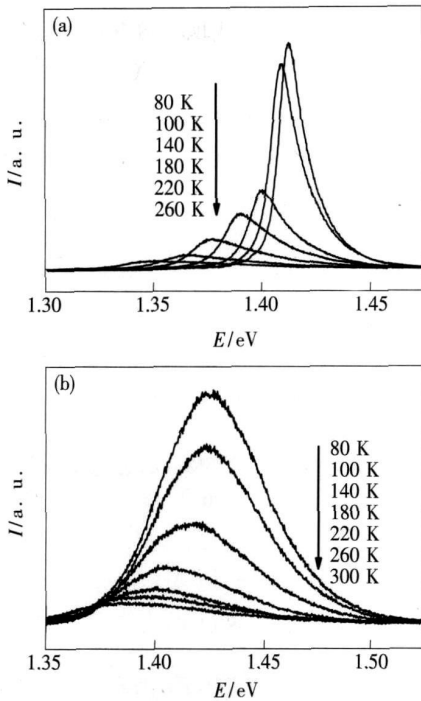 (a)
I/a. u.
80 K
100 K
140 K
180 K
220 K
260 K
1.30 1.35 1.40 1.45
E/eV
(b)
I/a. u.
80 K
100 K
140 K
180 K
220 K
260 K
300 K
1.35 1.40 1.45 1.50
E/eV